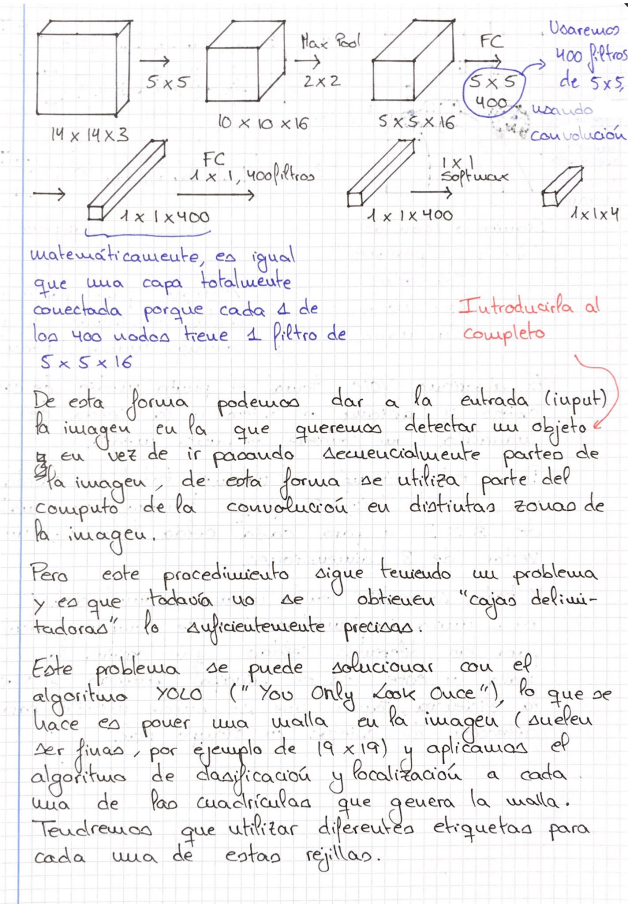 14 x 14 x 3
5 x 5
10 x 10 x 16
Max Pool
2 x 2
5 x 5 x 16
FC
5 x 5
400
Usaremos
400 filtros
de 5x5,
usando
convolución
1 x 1 x 400
FC
1 x 1, 400 filtros
1 x 1 x 400
1 x 1
Softmax
1x1x4
matemáticamente, es igual
que una capa totalmente
conectada porque cada 1 de
los 400 nodos tiene 1 filtro de
5 x 5 x 16
Introducirla al
completo
De esta forma podemos dar a la entrada (input)
la imagen en la que queremos detectar un objeto
en vez de ir pasando secuencialmente partes de
la imagen, de esta forma se utiliza parte del
computo de la convolución en distintas zonas de
la imagen.
Pero este procedimiento sigue teniendo un problema
y es que todavía no se obtienen "cajas delimi-
tadoras" lo suficientemente precisas.
Este problema se puede solucionar con el
algoritmo YOLO ("You Only Look Once"), lo que se
hace es poner una malla en la imagen (suelen
ser finas, por ejemplo de 19 x 19) y aplicamos el
algoritmo de clasificación y localización a cada
una de las cuadrículas que genera la malla.
Tendremos que utilizar diferentes etiquetas para
cada una de estas rejillas.